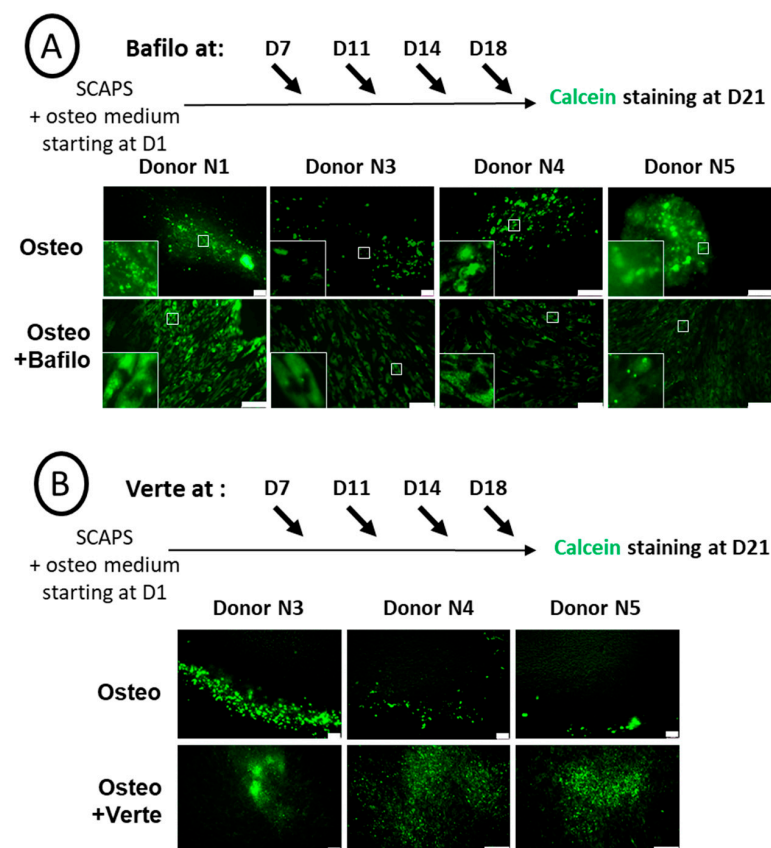 A
Bafilo at: D7 D11 D14 D18
SCAPS
+ osteo medium
starting at D1
Calcein staining at D21
Donor N1 Donor N3 Donor N4 Donor N5
Osteo
Osteo
+Bafilo
B
Verte at : D7 D11 D14 D18
SCAPS
+ osteo medium
starting at D1
Calcein staining at D21
Donor N3 Donor N4 Donor N5
Osteo
Osteo
+Verte